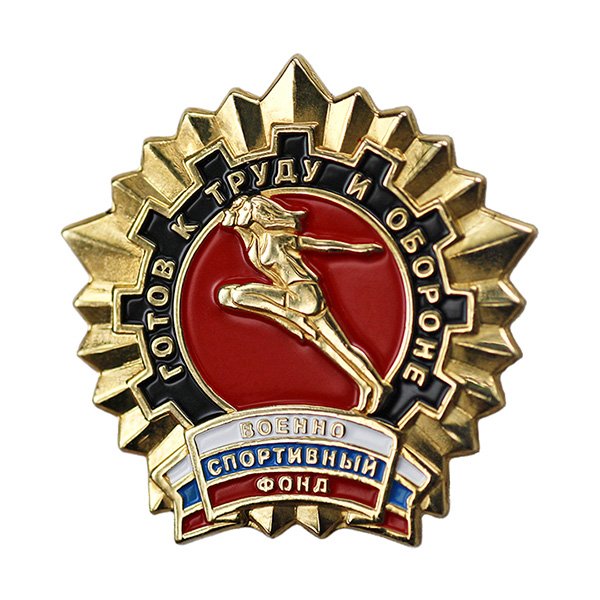 ГОТОВ К ТРУДУ И ОБОРОНЕ
ВОЕННО
СПОРТИВНЫЙ
ФОНД